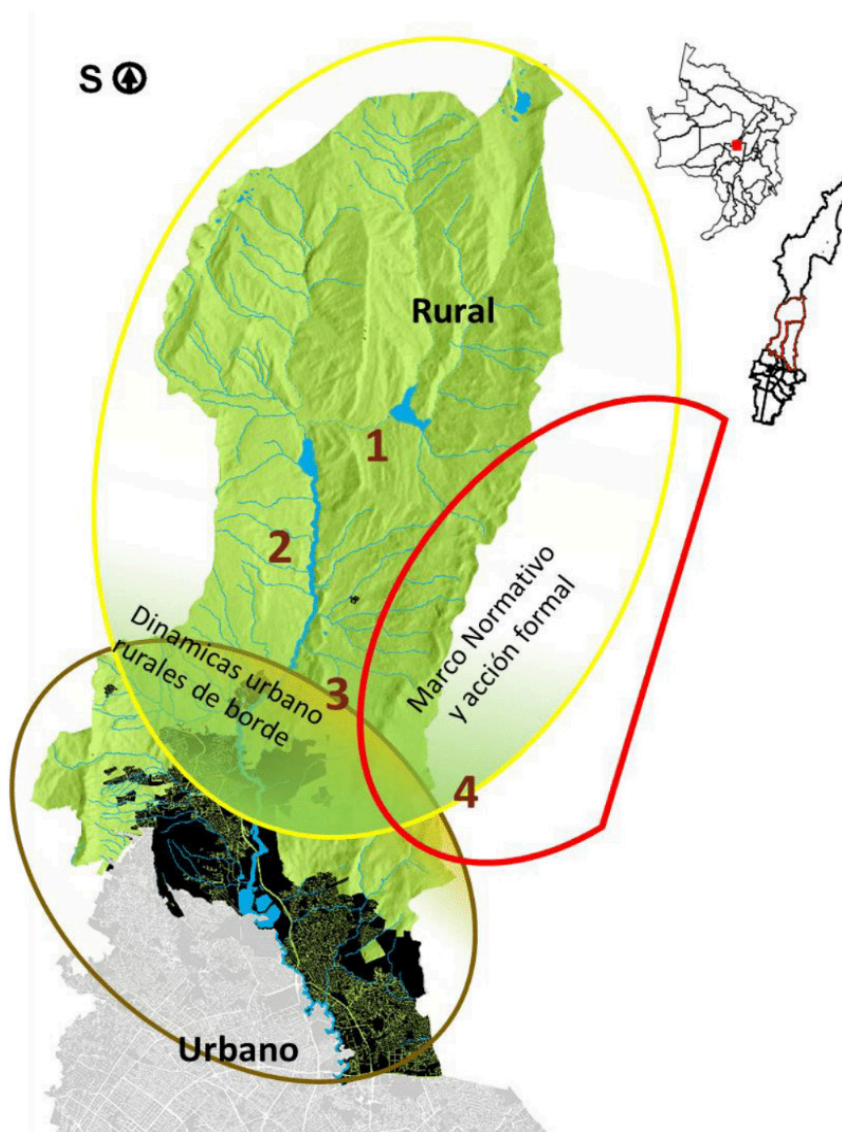 S
Rural
1
2
Marco Normativo
y acción formal
Dinamicas urbano
rurales de borde
3
4
Urbano